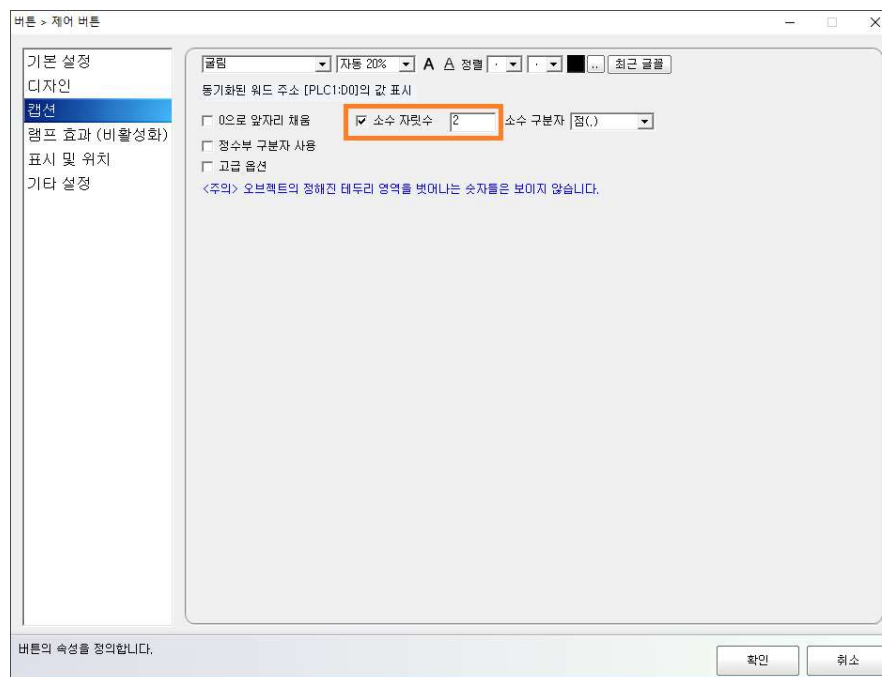 버튼 > 제어 버튼
기본 설정
디자인
캡션
램프 효과 (비활성화)
표시 및 위치
기타 설정
굴림 자동 20% A A 정렬 .. 최근 글꼴
동기화된 워드 주소 [PLC1:D0]의 값 표시
0으로 앞자리 채움 소수 자릿수 2 소수 구분자 점(.)
정수부 구분자 사용
고급 옵션
<주의> 오브젝트의 정해진 테두리 영역을 벗어나는 숫자들은 보이지 않습니다.
버튼의 속성을 정의합니다.
확인 취소